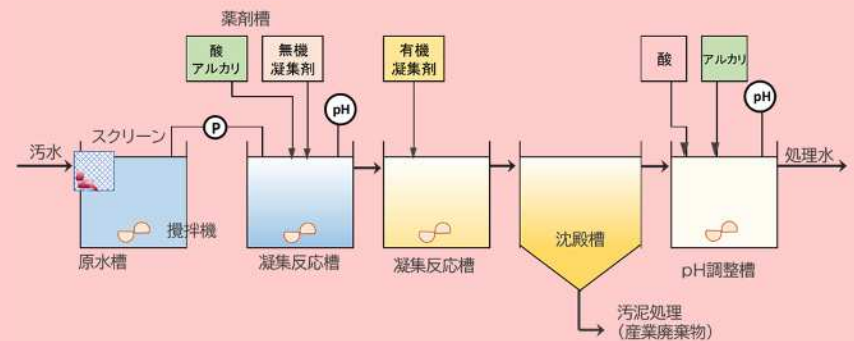 薬剤槽
酸
アルカリ
無機
凝集剤
有機
凝集剤
酸
アルカリ
pH
pH
スクリーン
P
汚水
処理水
攪拌機
沈殿槽
原水槽
凝集反応槽
凝集反応槽
pH調整槽
汚泥処理
(産業廃棄物)